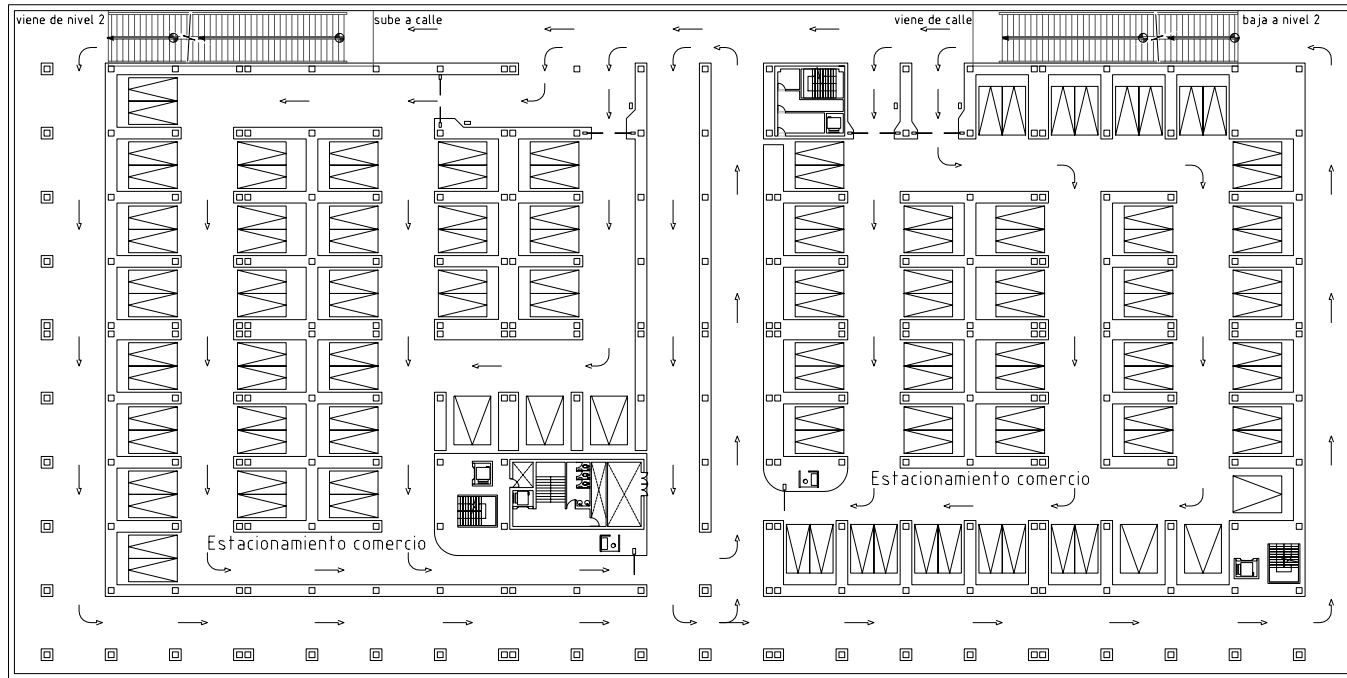 viene de nivel 2
sube a calle
viene de calle
baja a nivel 2
Estacionamiento comercio
Estacionamiento comercio